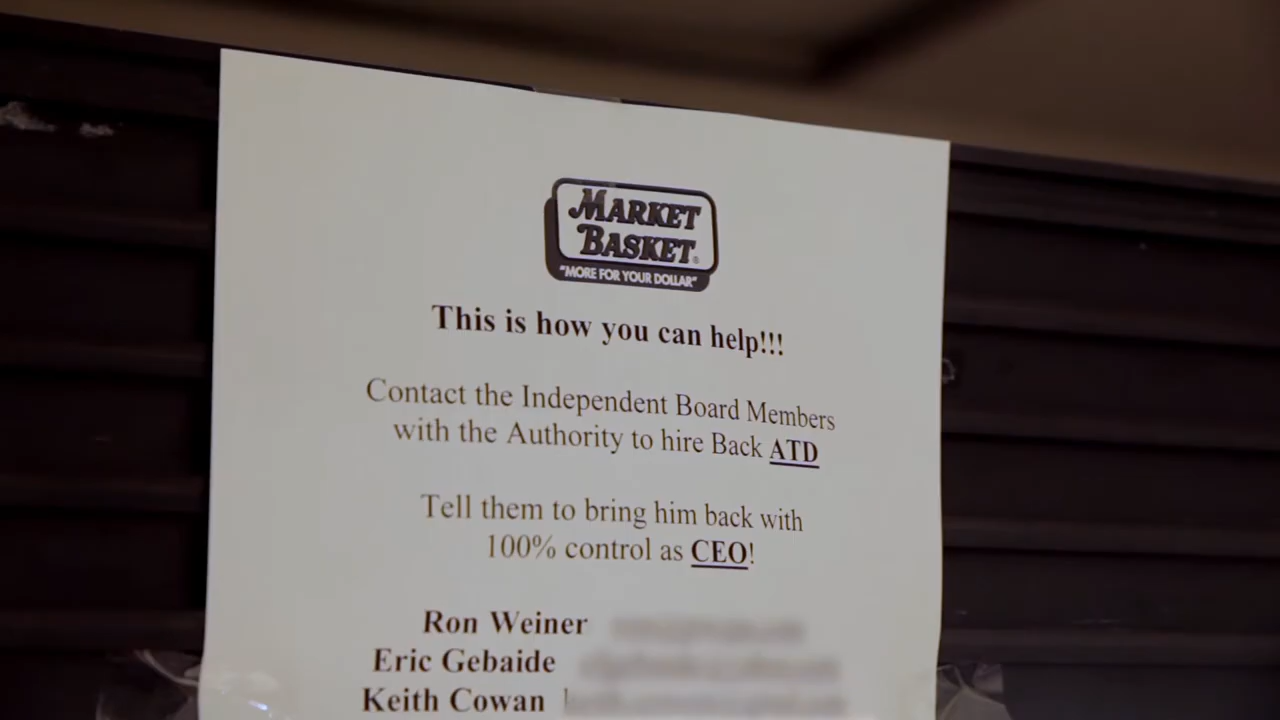 MARKET
BASKET®
"MORE FOR YOUR DOLLAR"
This is how you can help!!!
Contact the Independent Board Members
with the Authority to hire Back ATD
Tell them to bring him back with
100% control as CEO!
Ron Weiner
Eric Gebaide
Keith Cowan